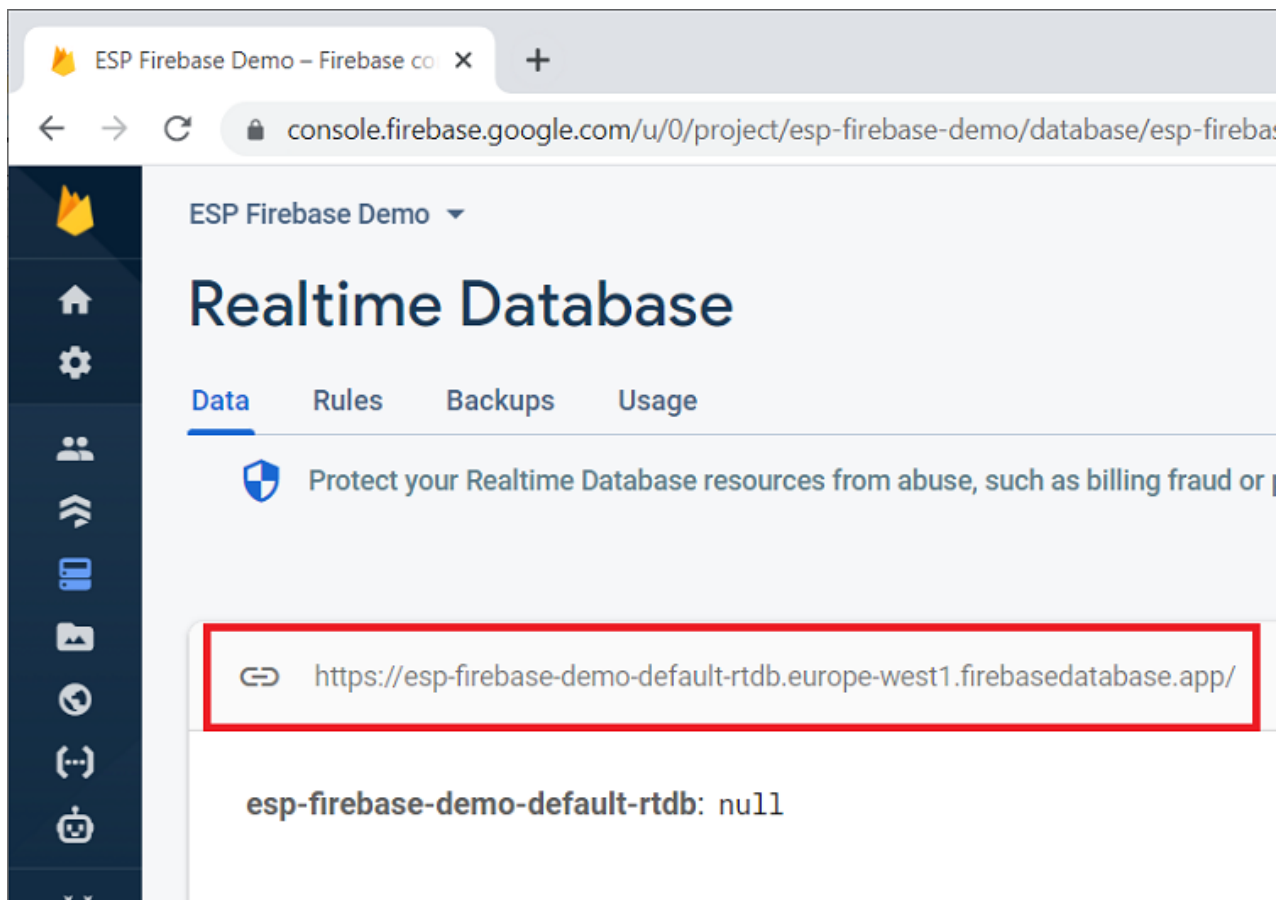 ESP Firebase Demo – Firebase co
console.firebase.google.com/u/0/project/esp-firebase-demo/database/esp-firebas
ESP Firebase Demo
Realtime Database
Data Rules Backups Usage
Protect your Realtime Database resources from abuse, such as billing fraud or
https://esp-firebase-demo-default-rtdb.europe-west1.firebasedatabase.app/
esp-firebase-demo-default-rtdb: null